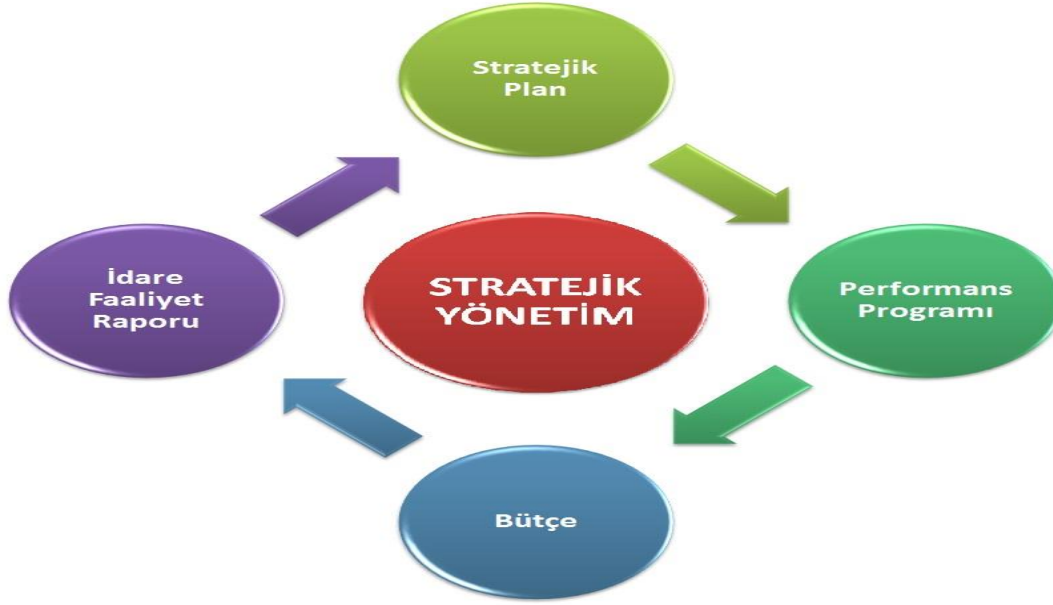 Stratejik
Plan
Performans
Programı
Bütçe
İdare
Faaliyet
Raporu
STRATEJİK
YÖNETİM